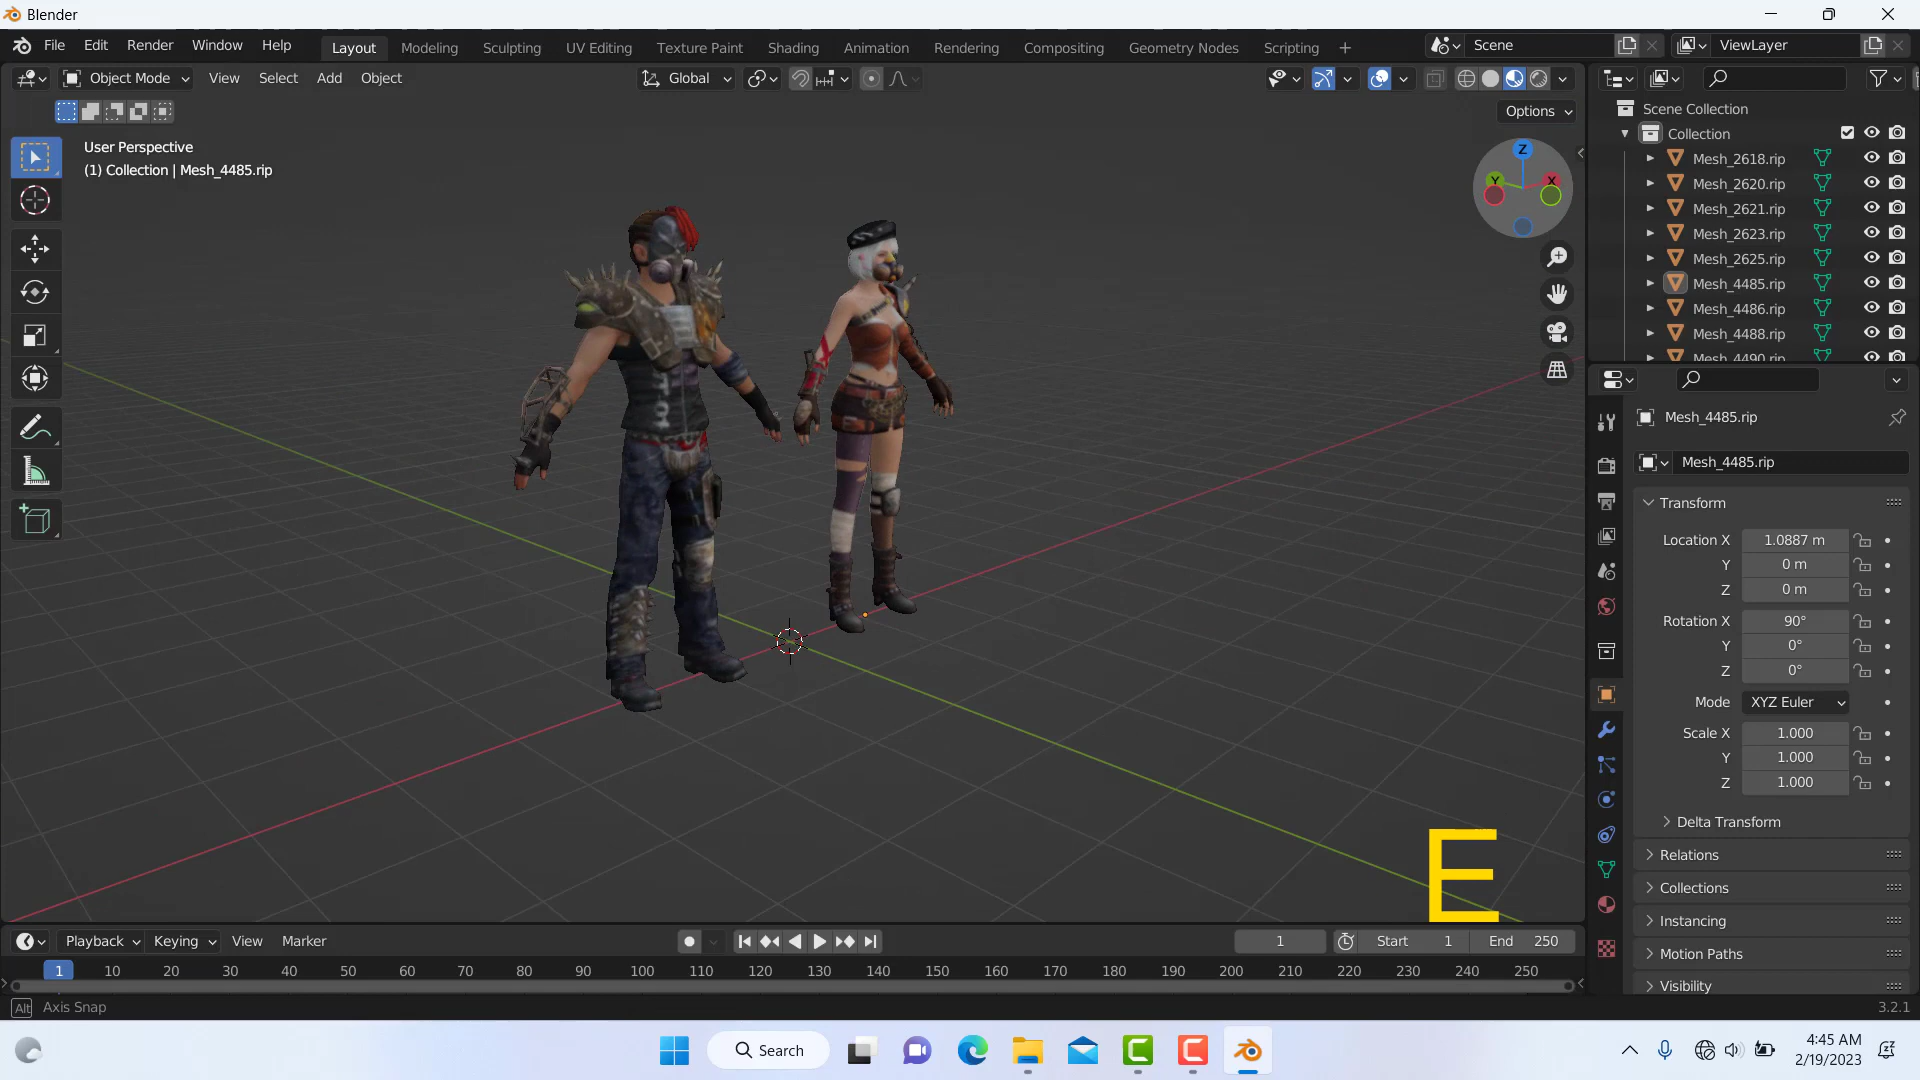 Blender
File Edit Render Window Help Layout Modeling Sculpting UV Editing Texture Paint Shading Animation Rendering Compositing Geometry Nodes Scripting + Scene ViewLayer
Object Mode View Select Add Object Global
Options
User Perspective
(1) Collection | Mesh_4485.rip
Z
Y
X
Scene Collection
Collection
Mesh_2618.rip
Mesh_2620.rip
Mesh_2621.rip
Mesh_2623.rip
Mesh_2625.rip
Mesh_4485.rip
Mesh_4486.rip
Mesh_4488.rip
Mesh_4490.rip
Mesh_4485.rip
Mesh_4485.rip
Transform
Location X 1.0887 m
Y 0 m
Z 0 m
Rotation X 90°
Y 0°
Z 0°
Mode XYZ Euler
Scale X 1.000
Y 1.000
Z 1.000
Delta Transform
Relations
Collections
Instancing
Motion Paths
Visibility
E
Playback Keying View Marker 1 Start 1 End 250
1 10 20 30 40 50 60 70 80 90 100 110 120 130 140 150 160 170 180 190 200 210 220 230 240 250
Alt Axis Snap 3.2.1
Search
4:45 AM
2/19/2023